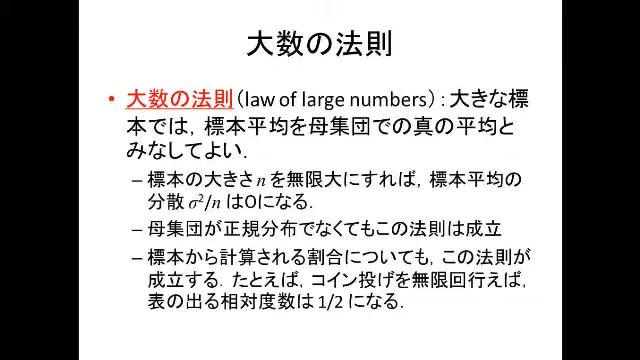 大数の法則
• 大数の法則(law of large numbers): 大きな標
本では, 標本平均を母集団での真の平均と
みなしてよい.
– 標本の大きさ n を無限大にすれば, 標本平均の
分散 σ²/n は0になる.
– 母集団が正規分布でなくてもこの法則は成立
– 標本から計算される割合についても, この法則が
成立する. たとえば, コイン投げを無限回行えば,
表の出る相対度数は 1/2 になる.